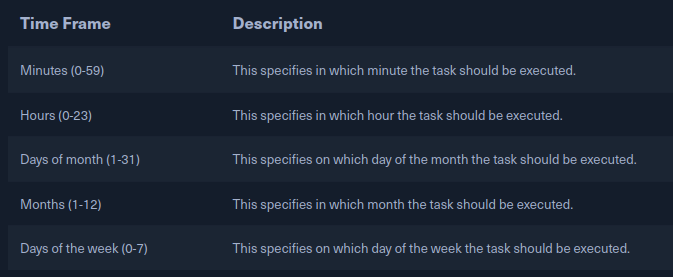 Time Frame Description
Minutes (0-59) This specifies in which minute the task should be executed.
Hours (0-23) This specifies in which hour the task should be executed.
Days of month (1-31) This specifies on which day of the month the task should be executed.
Months (1-12) This specifies in which month the task should be executed.
Days of the week (0-7) This specifies on which day of the week the task should be executed.